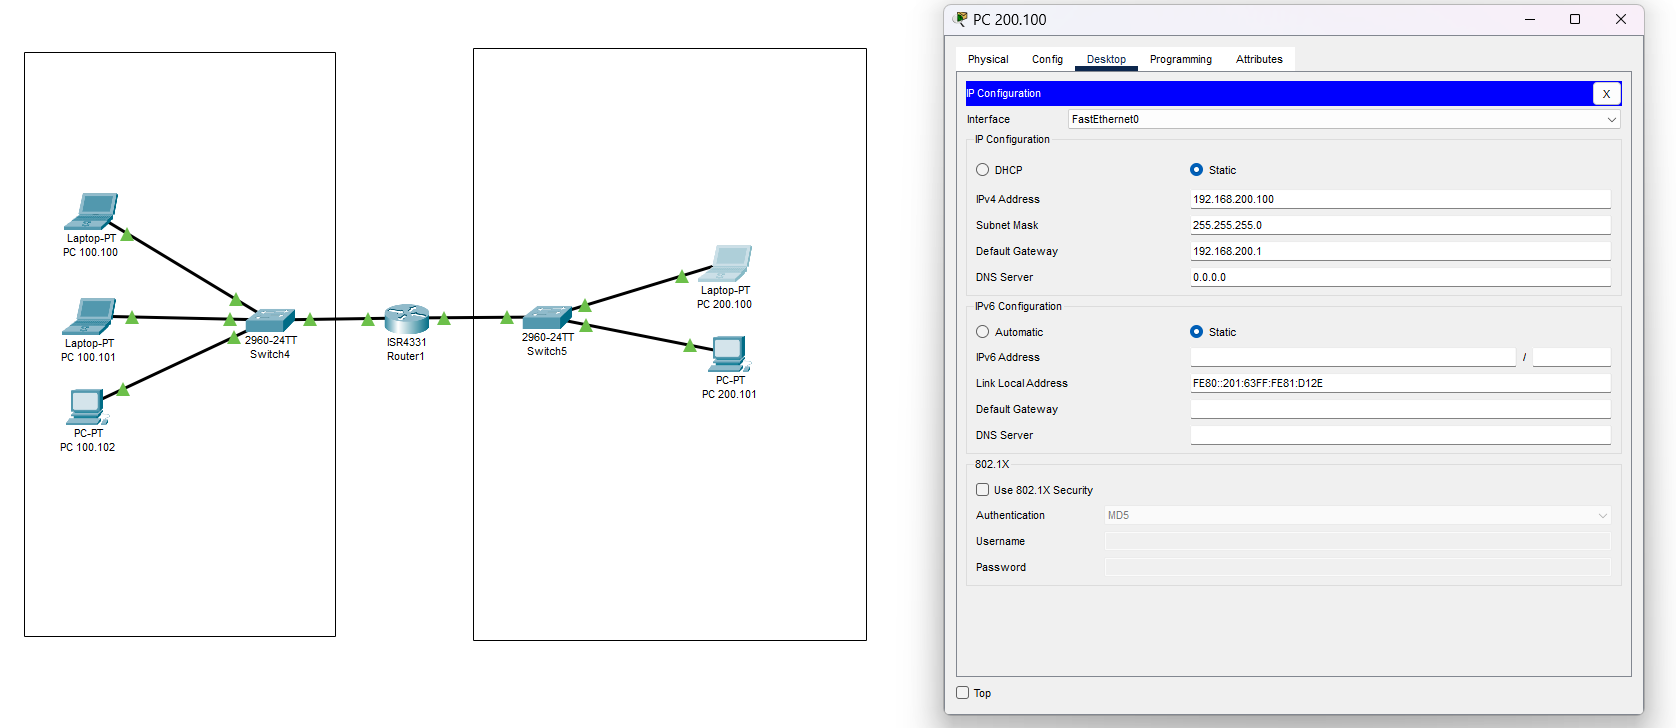 Laptop-PT
PC 100.100
Laptop-PT
PC 100.101
PC-PT
PC 100.102
2960-24TT
Switch4
ISR4331
Router1
2960-24TT
Switch5
Laptop-PT
PC 200.100
PC-PT
PC 200.101
PC 200.100
Physical Config Desktop Programming Attributes
IP Configuration X
Interface FastEthernet0
IP Configuration
DHCP Static
IPv4 Address 192.168.200.100
Subnet Mask 255.255.255.0
Default Gateway 192.168.200.1
DNS Server 0.0.0.0
IPv6 Configuration
Automatic Static
IPv6 Address /
Link Local Address FE80::201:63FF:FE81:D12E
Default Gateway
DNS Server
802.1X
Use 802.1X Security
Authentication MD5
Username
Password
Top